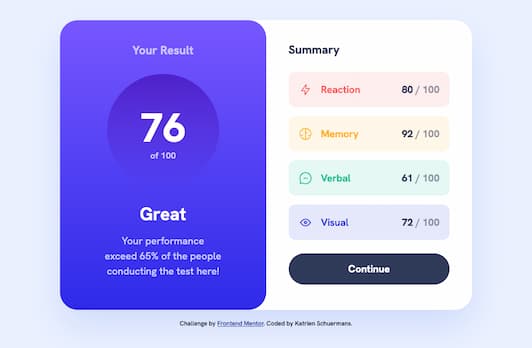 Your Result
76
of 100
Great
Your performance
exceed 65% of the people
conducting the test here!
Summary
Reaction 80 / 100
Memory 92 / 100
Verbal 61 / 100
Visual 72 / 100
Continue
Challenge by Frontend Mentor. Coded by Katrien Schuermans.